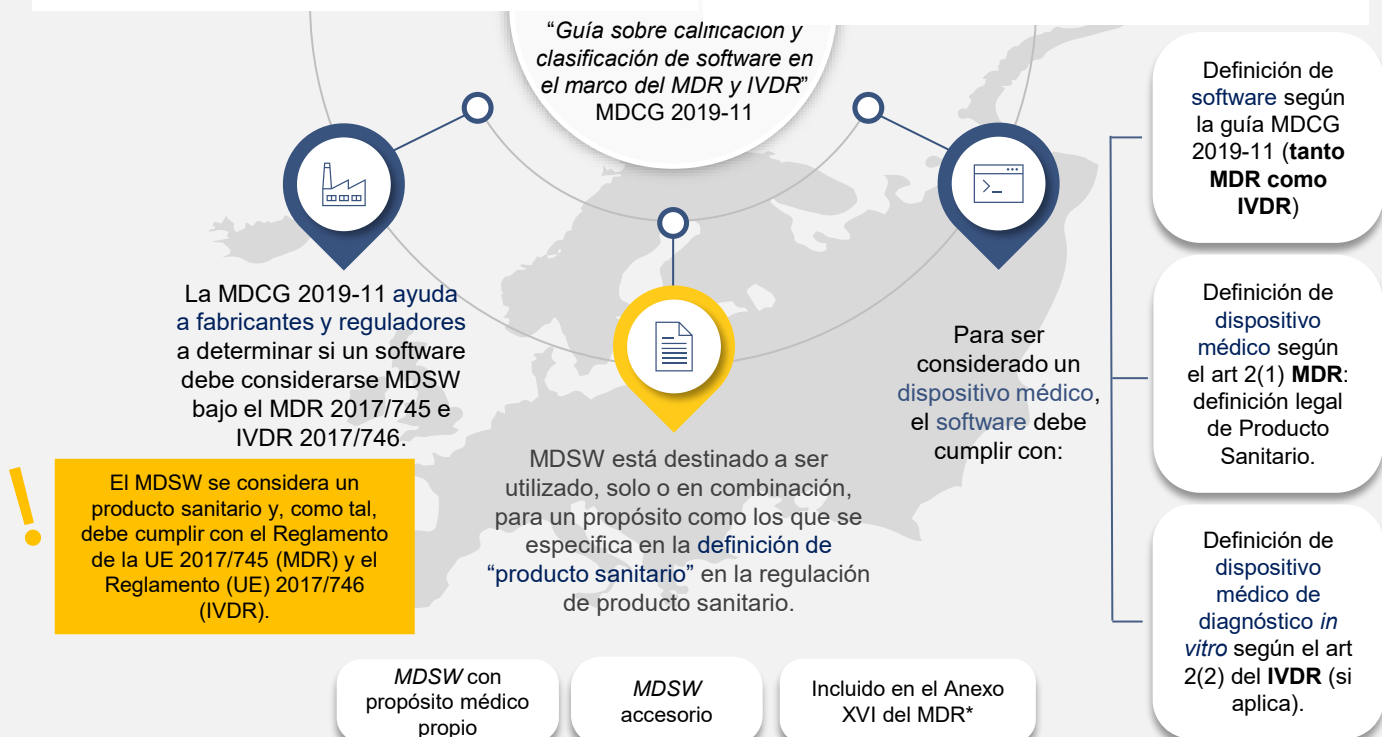 “Guía sobre calificación y
clasificación de software en
el marco del MDR y IVDR”
MDCG 2019-11
La MDCG 2019-11 ayuda
a fabricantes y reguladores
a determinar si un software
debe considerarse MDSW
bajo el MDR 2017/745 e
IVDR 2017/746.
!
El MDSW se considera un
producto sanitario y, como tal,
debe cumplir con el Reglamento
de la UE 2017/745 (MDR) y el
Reglamento (UE) 2017/746
(IVDR).
MDSW está destinado a ser
utilizado, solo o en combinación,
para un propósito como los que se
especifica en la definición de
“producto sanitario” en la regulación
de producto sanitario.
Para ser
considerado un
dispositivo médico,
el software debe
cumplir con:
Definición de
software según
la guía MDCG
2019-11 (tanto
MDR como
IVDR)
Definición de
dispositivo
médico según
el art 2(1) MDR:
definición legal
de Producto
Sanitario.
Definición de
dispositivo
médico de
diagnóstico in
vitro según el art
2(2) del IVDR (si
aplica).
MDSW con
propósito médico
propio
MDSW
accesorio
Incluido en el Anexo
XVI del MDR*